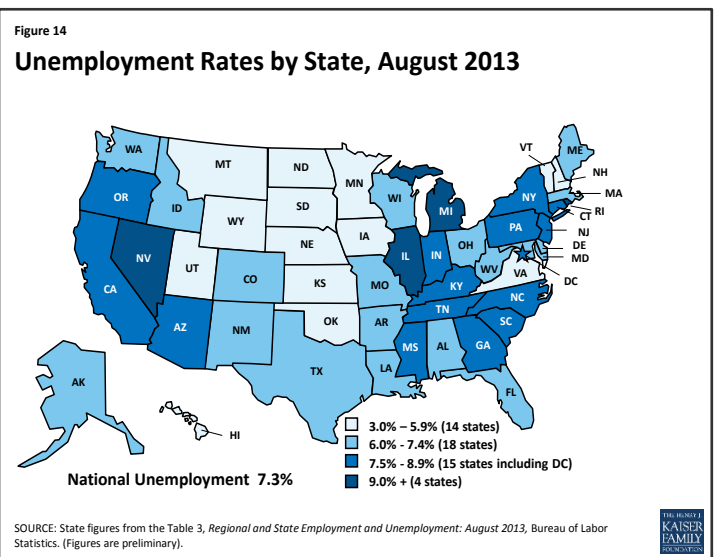 Figure 14
Unemployment Rates by State, August 2013
WA
MT
ND
MN
VT
ME
NH
MA
OR
ID
SD
WI
MI
NY
RI
CT
WY
IA
PA
NJ
NE
OH
DE
MD
NV
UT
CO
IL
IN
WV
VA
DC
CA
KS
MO
KY
NC
TN
AZ
NM
OK
AR
SC
MS
AL
GA
TX
LA
AK
FL
HI
3.0% – 5.9% (14 states)
6.0% - 7.4% (18 states)
7.5% - 8.9% (15 states including DC)
9.0% + (4 states)
National Unemployment 7.3%
SOURCE: State figures from the Table 3, Regional and State Employment and Unemployment: August 2013, Bureau of Labor
Statistics. (Figures are preliminary).
THE HENRY J.
KAISER
FAMILY
FOUNDATION